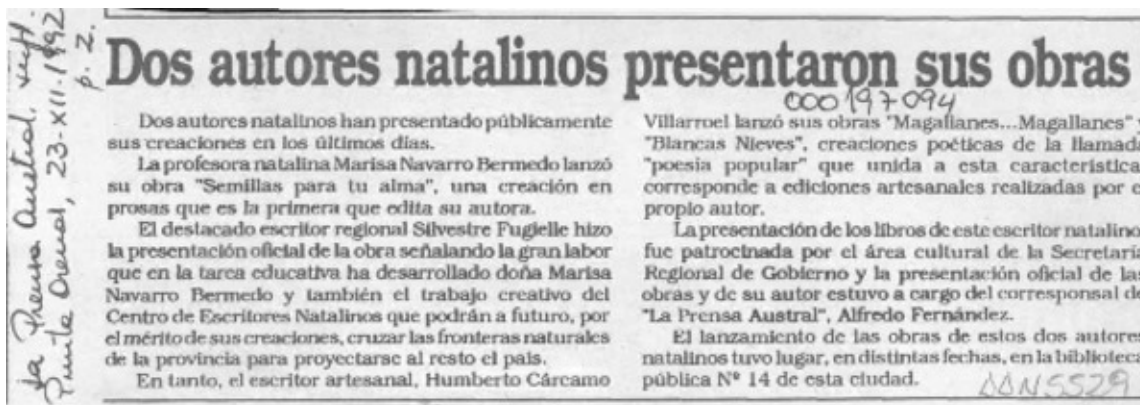 La Prensa Austral. supl.
Punta Arenas, 23-XII-1992
p. 2.
Dos autores natalinos presentaron sus obras
000197094
Dos autores natalinos han presentado públicamente
sus creaciones en los últimos días.
La profesora natalina Marisa Navarro Bermedo lanzó
su obra "Semillas para tu alma", una creación en
prosas que es la primera que edita su autora.
El destacado escritor regional Silvestre Fugielle hizo
la presentación oficial de la obra señalando la gran labor
que en la tarea educativa ha desarrollado doña Marisa
Navarro Bermedo y también el trabajo creativo del
Centro de Escritores Natalinos que podrán a futuro, por
el mérito de sus creaciones, cruzar las fronteras naturales
de la provincia para proyectarse al resto el pais.
En tanto, el escritor artesanal, Humberto Cárcamo
Villarroel lanzó sus obras "Magallanes...Magallanes" y
"Blancas Nieves", creaciones poéticas de la llamada
"poesia popular" que unida a esta caracteristica
corresponde a ediciones artesanales realizadas por e
propio autor.
La presentación de los libros de este escritor natalino
fue patrocinada por el área cultural de la Secretaria
Regional de Gobierno y la presentación oficial de las
obras y de su autor estuvo a cargo del corresponsal de
"La Prensa Austral", Alfredo Fernández.
El lanzamiento de las obras de estos dos autores
natalinos tuvo lugar, en distintas fechas, en la biblioteca
pública Nº 14 de esta ciudad.